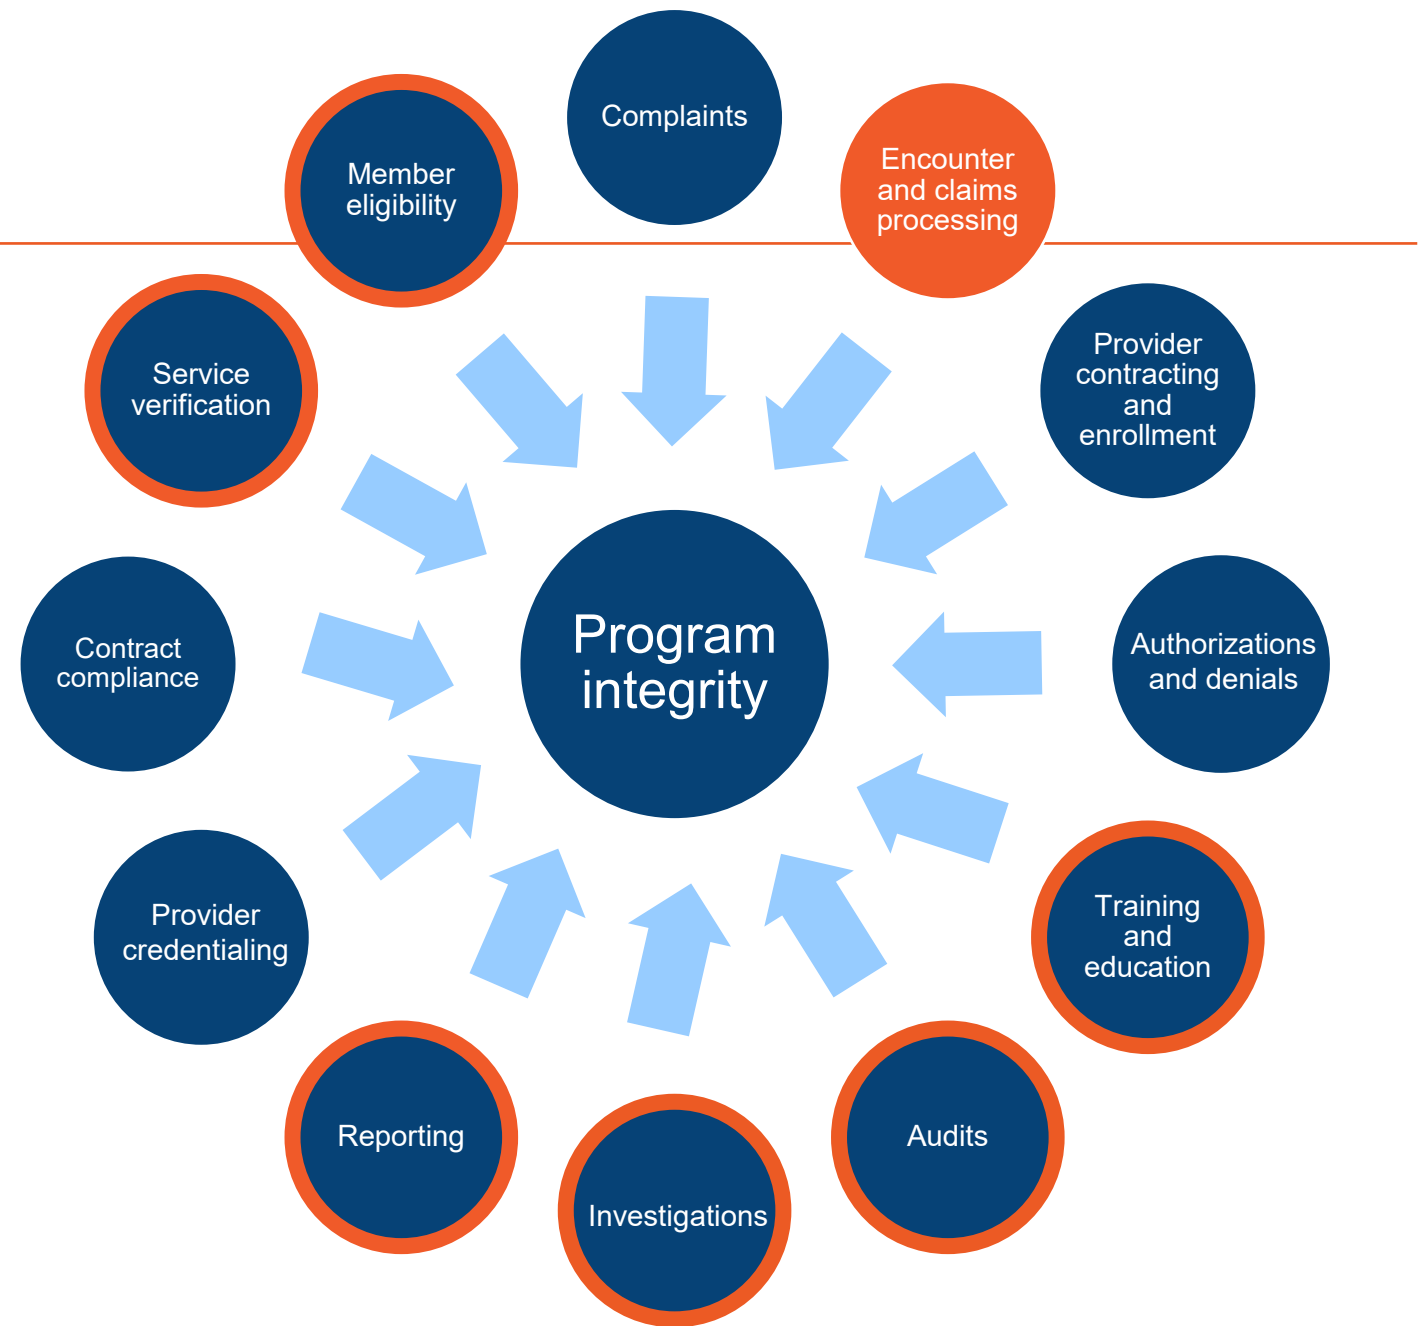 Complaints
Encounter
and claims
processing
Provider
contracting
and
enrollment
Authorizations
and denials
Training
and
education
Audits
Investigations
Reporting
Provider
credentialing
Contract
compliance
Service
verification
Member
eligibility
Program
integrity